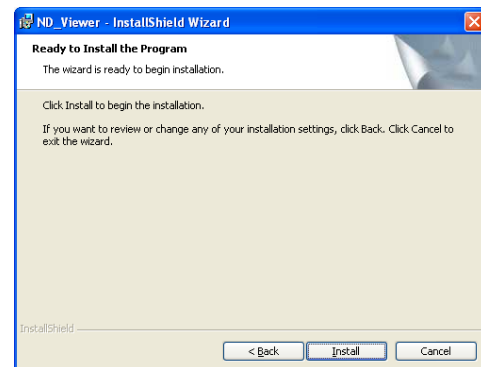 ND_Viewer - InstallShield Wizard
Ready to Install the Program
The wizard is ready to begin installation.
Click Install to begin the installation.
If you want to review or change any of your installation settings, click Back. Click Cancel to
exit the wizard.
InstallShield
< Back Install Cancel